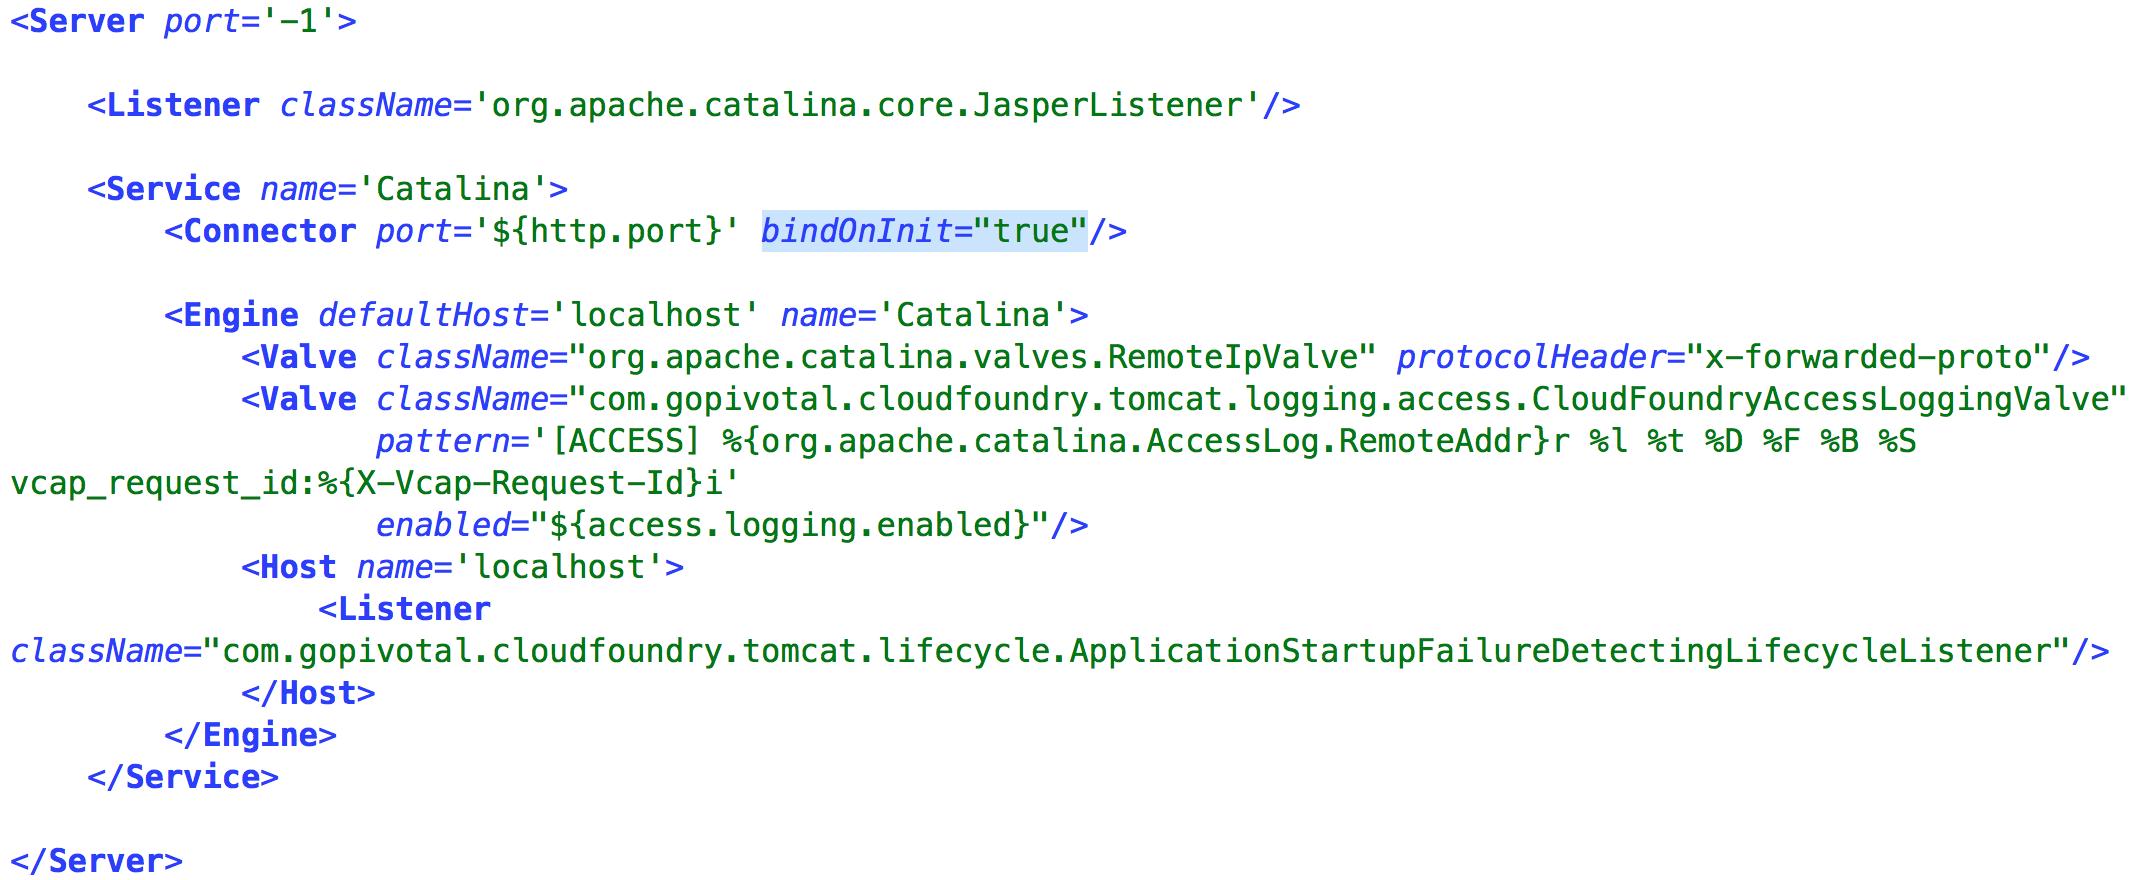 <Server port='-1'>
<Listener className='org.apache.catalina.core.JasperListener'/>
<Service name='Catalina'>
<Connector port='${http.port}' bindOnInit="true"/>
<Engine defaultHost='localhost' name='Catalina'>
<Valve className="org.apache.catalina.valves.RemoteIpValve" protocolHeader="x-forwarded-proto"/>
<Valve className="com.gopivotal.cloudfoundry.tomcat.logging.access.CloudFoundryAccessLoggingValve"
pattern='[ACCESS] %{org.apache.catalina.AccessLog.RemoteAddr}r %l %t %D %F %B %S
vcap_request_id:%{X-Vcap-Request-Id}i'
enabled="${access.logging.enabled}"/>
<Host name='localhost'>
<Listener
className="com.gopivotal.cloudfoundry.tomcat.lifecycle.ApplicationStartupFailureDetectingLifecycleListener"/>
</Host>
</Engine>
</Service>
</Server>